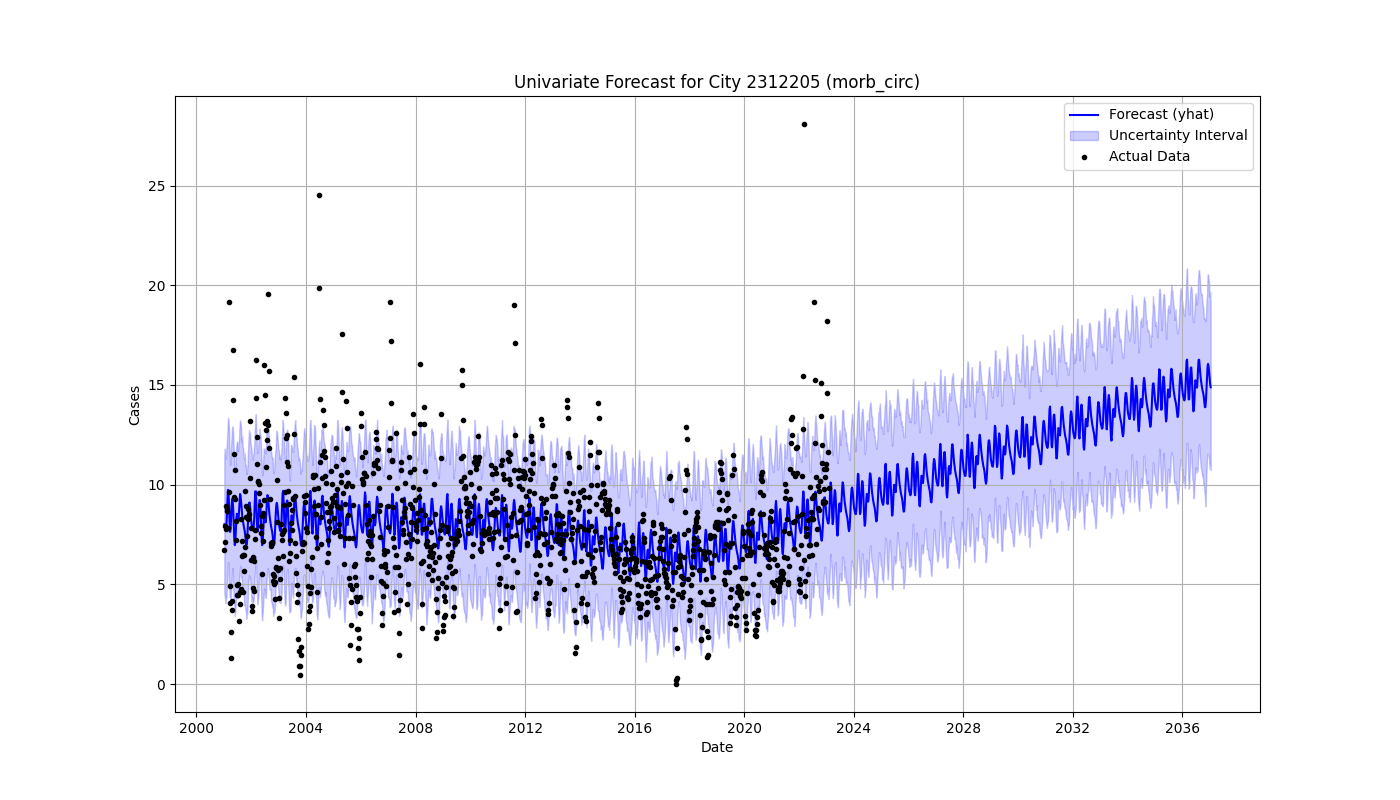 Univariate Forecast for City 2312205 (morb_circ)
Forecast (yhat)
Uncertainty Interval
Actual Data
Cases
25
20
15
10
5
0
2000 2004 2008 2012 2016 2020 2024 2028 2032 2036
Date